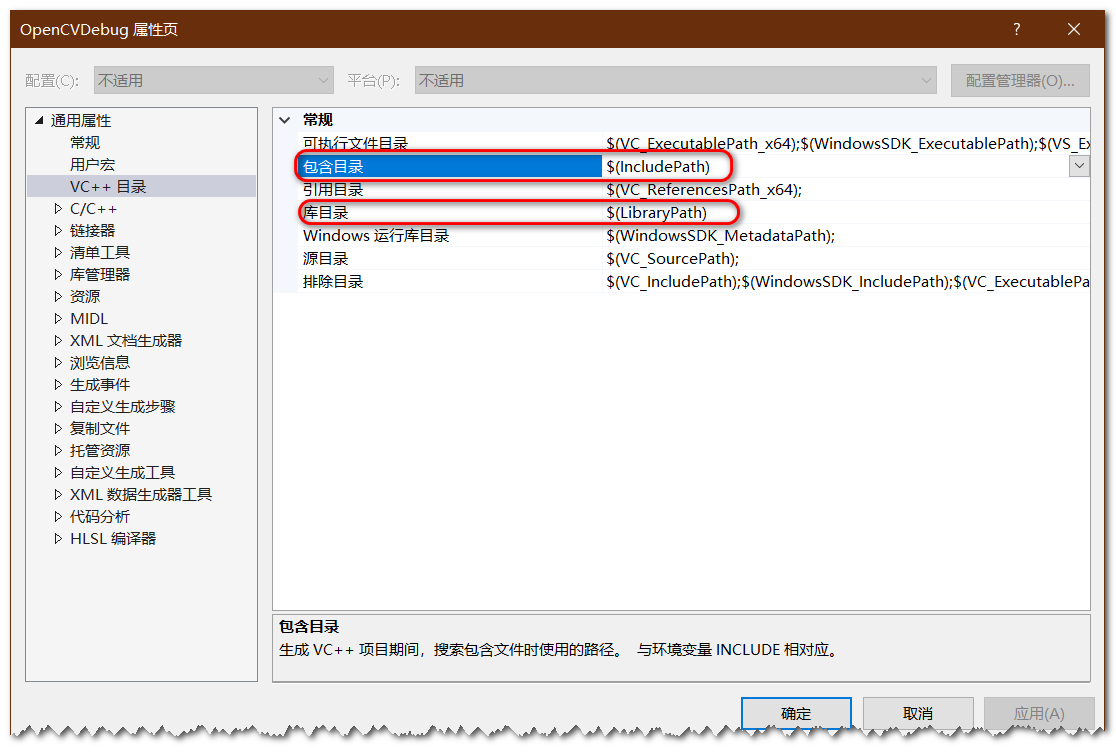 OpenCVDebug 属性页
配置(C): 不适用 平台(P): 不适用 配置管理器(O)...
通用属性
常规
用户宏
VC++ 目录
C/C++
链接器
清单工具
库管理器
资源
MIDL
XML 文档生成器
浏览信息
生成事件
自定义生成步骤
复制文件
托管资源
自定义生成工具
XML 数据生成器工具
代码分析
HLSL 编译器
常规
可执行文件目录 $(VC_ExecutablePath_x64);$(WindowsSDK_ExecutablePath);$(VS_Ex
包含目录 $(IncludePath)
引用目录 $(VC_ReferencesPath_x64);
库目录 $(LibraryPath)
Windows 运行库目录 $(WindowsSDK_MetadataPath);
源目录 $(VC_SourcePath);
排除目录 $(VC_IncludePath);$(WindowsSDK_IncludePath);$(VC_ExecutablePa
包含目录
生成 VC++ 项目期间，搜索包含文件时使用的路径。 与环境变量 INCLUDE 相对应。
确定 取消 应用(A)